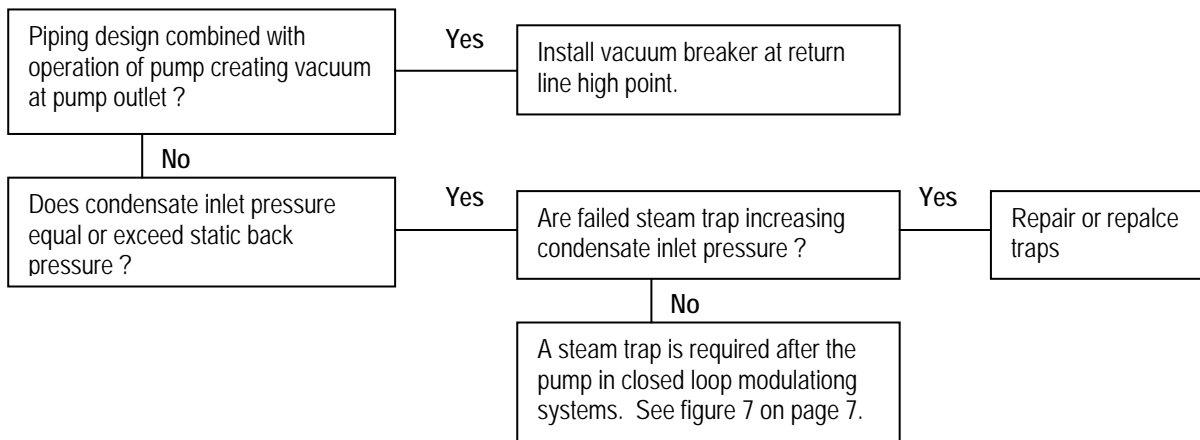 Piping design combined with
operation of pump creating vacuum
at pump outlet ?
Yes
Install vacuum breaker at return
line high point.
No
Does condensate inlet pressure
equal or exceed static back
pressure ?
Yes
Are failed steam trap increasing
condensate inlet pressure ?
Yes
Repair or repalce
traps
No
A steam trap is required after the
pump in closed loop modulationg
systems. See figure 7 on page 7.